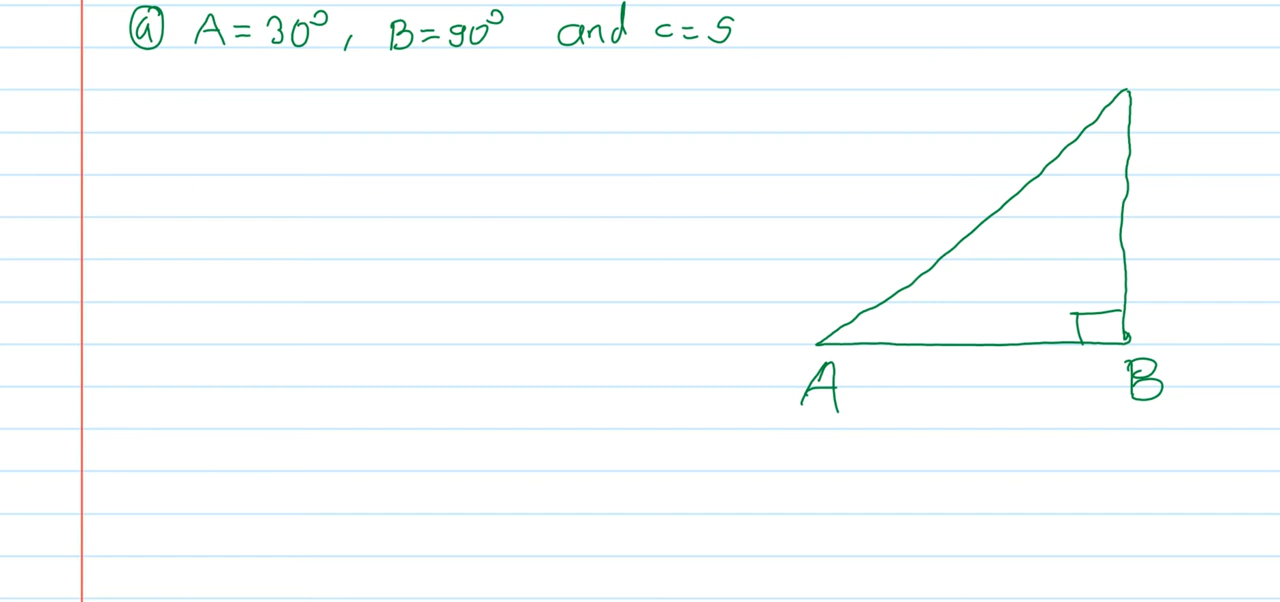 ⓐ A = 30°, B = 90° and c = 5
A
B